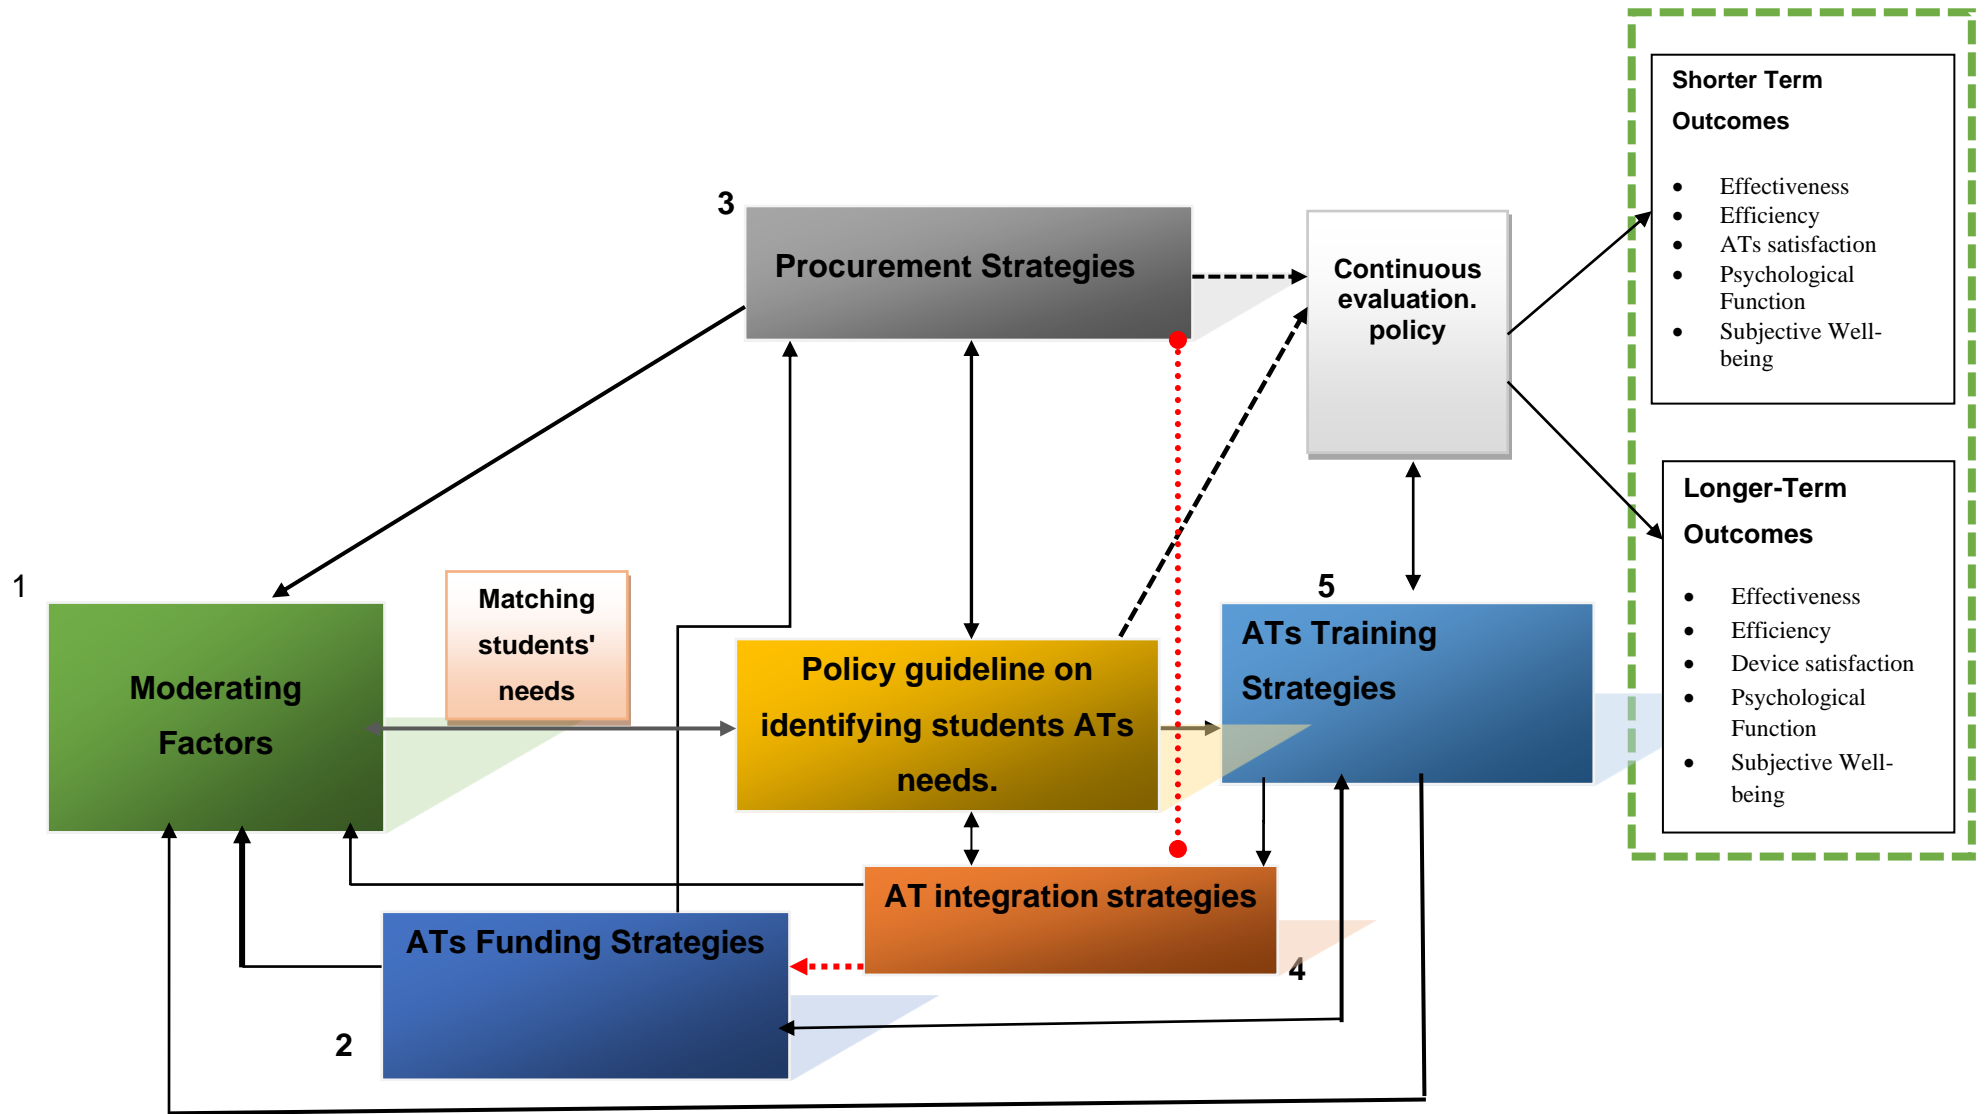 Shorter Term
Outcomes
• Effectiveness
• Efficiency
• ATs satisfaction
• Psychological
Function
• Subjective Well-
being
3
Procurement Strategies
Continuous
evaluation.
policy
Longer-Term
Outcomes
• Effectiveness
• Efficiency
• Device satisfaction
• Psychological
Function
• Subjective Well-
being
1
Moderating
Factors
Matching
students'
needs
Policy guideline on
identifying students ATs
needs.
5
ATs Training
Strategies
AT integration strategies
4
ATs Funding Strategies
2